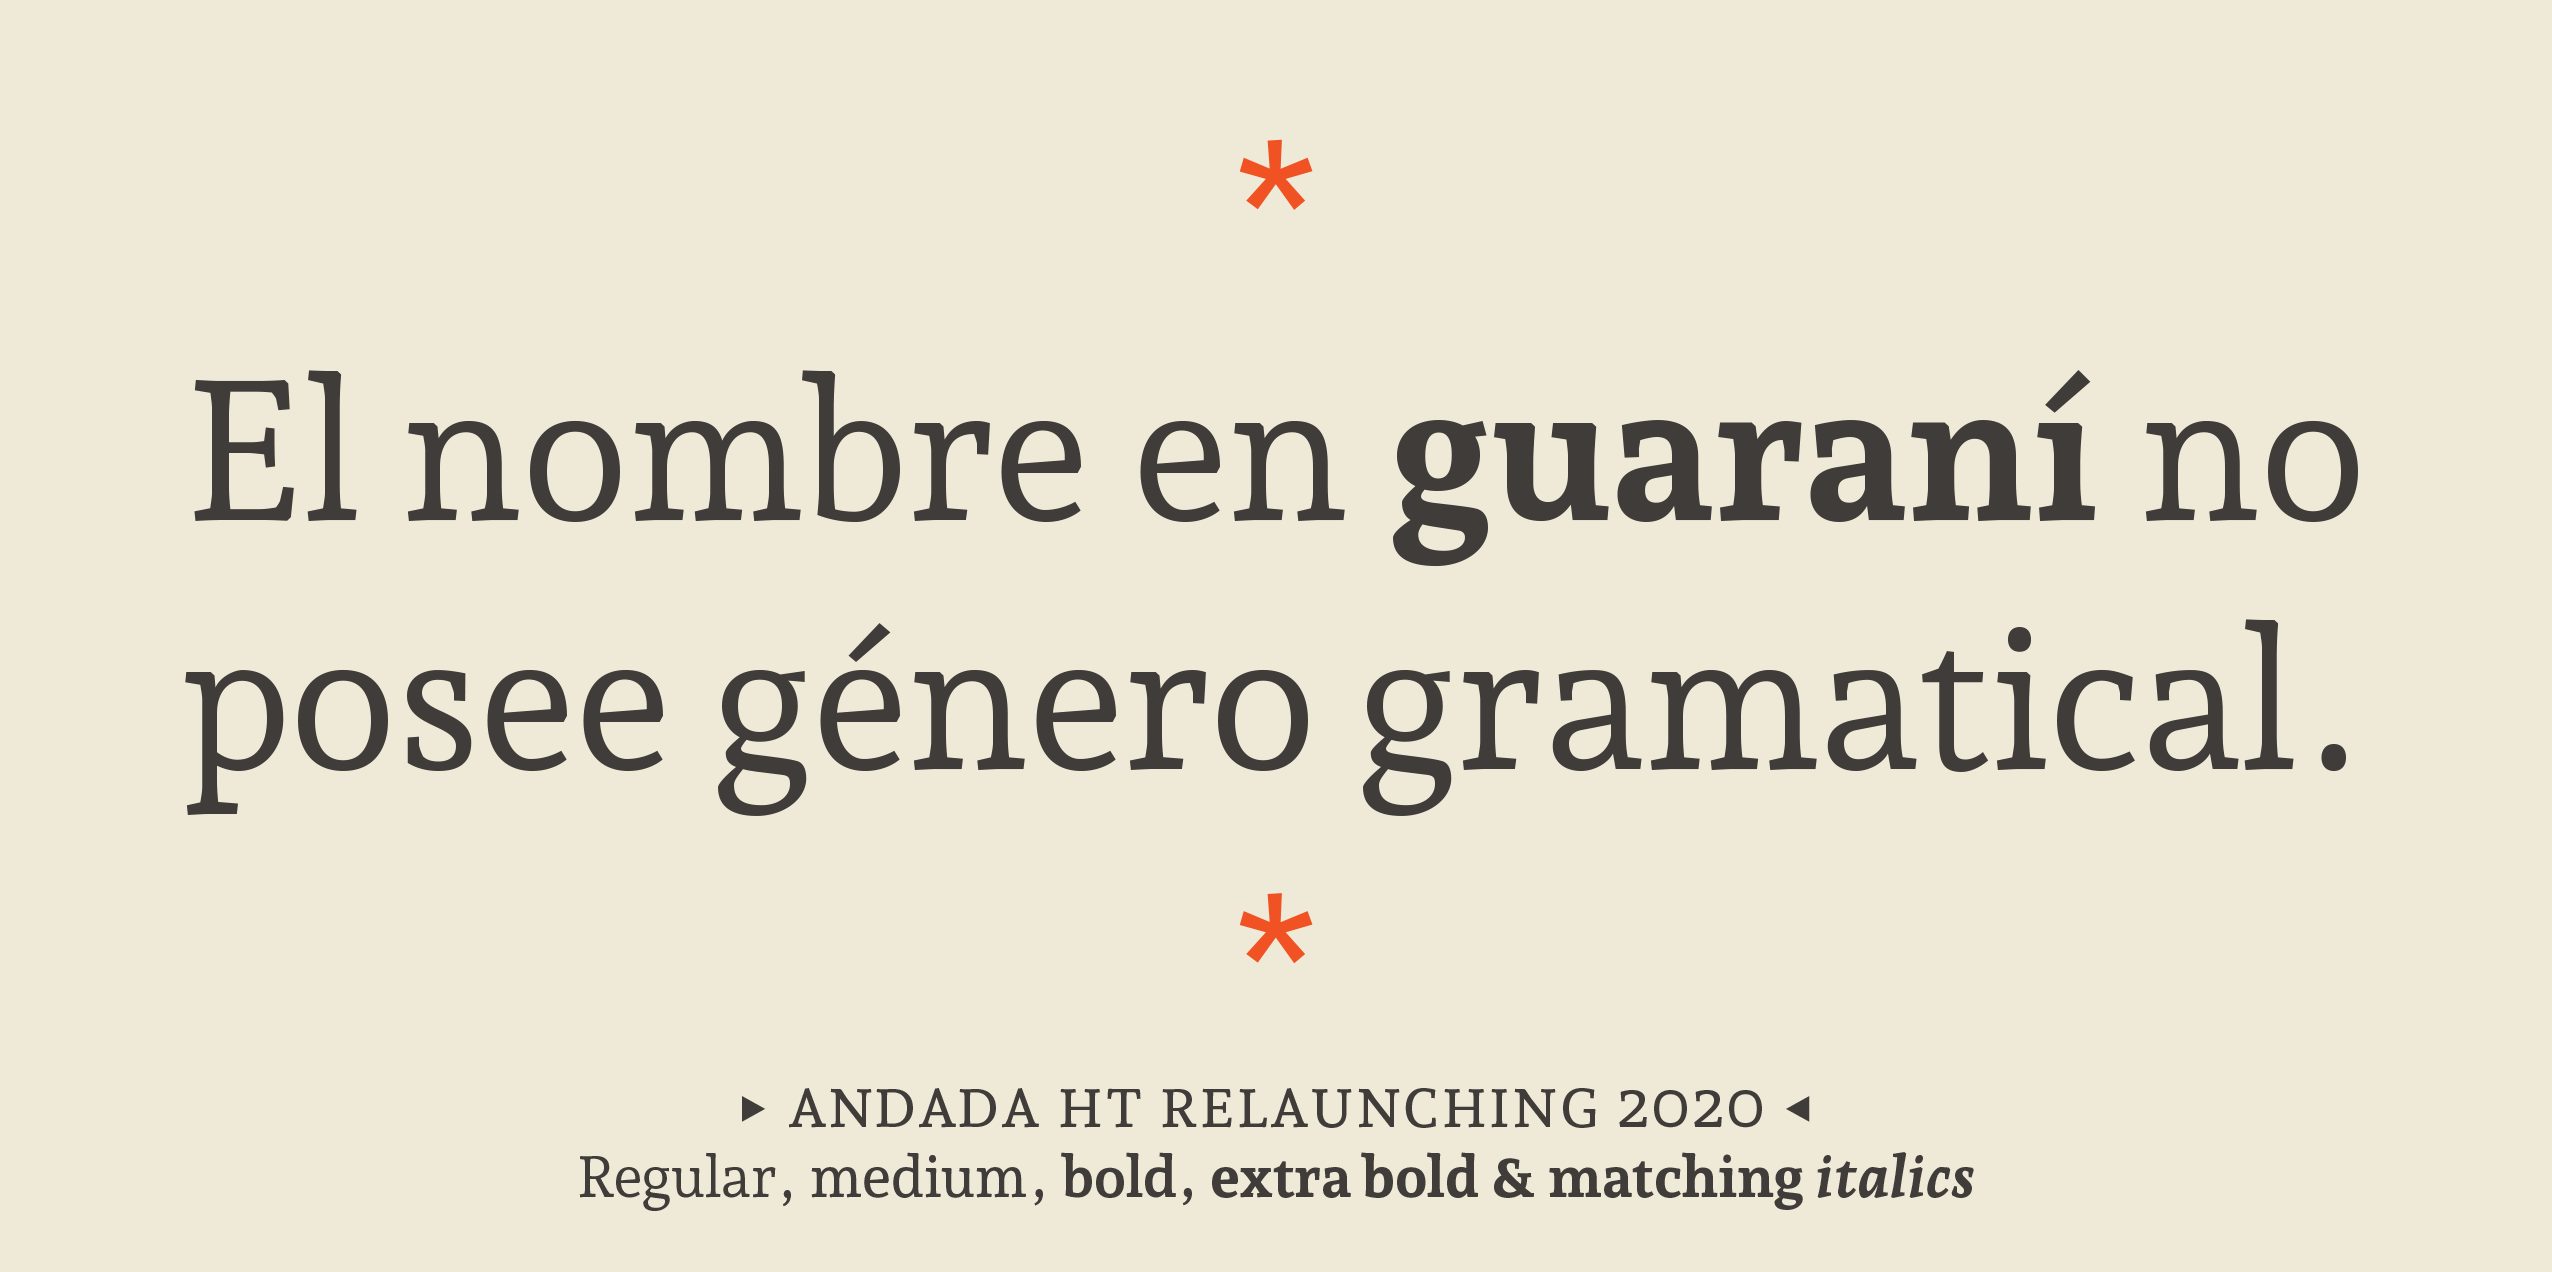 *
El nombre en guaraní no
posee género gramatical.
*
▶ ANDADA HT RELAUNCHING 2020 ◀
Regular, medium, bold, extra bold & matching italics